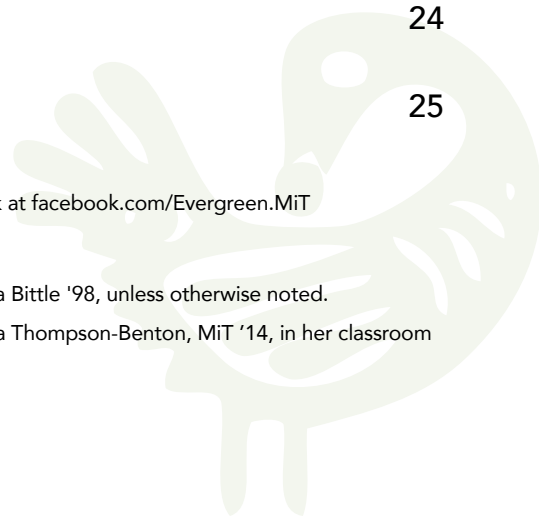 24
25
at facebook.com/Evergreen.MiT
Bittle '98, unless otherwise noted.
Thompson-Benton, MiT ’14, in her classroom